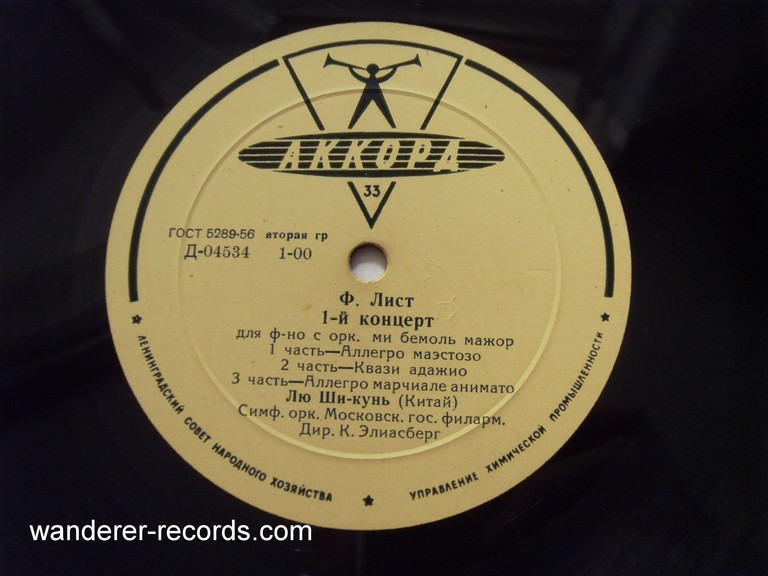 АККОРД
33
ГОСТ 5289-56 вторая гр
Д-04534 1-00
Ф. Лист
1-й концерт
для ф-но с орк. ми бемоль мажор
1 часть—Аллегро маэстозо
2 часть—Квази адажио
3 часть—Аллегро марчиале анимато
Лю Ши-кунь (Китай)
Симф. орк. Московск. гос. филарм.
Дир. К. Элиасберг
ЛЕНИНГРАДСКИЙ СОВЕТ НАРОДНОГО ХОЗЯЙСТВА
УПРАВЛЕНИЕ ХИМИЧЕСКОЙ ПРОМЫШЛЕННОСТИ
wanderer-records.com